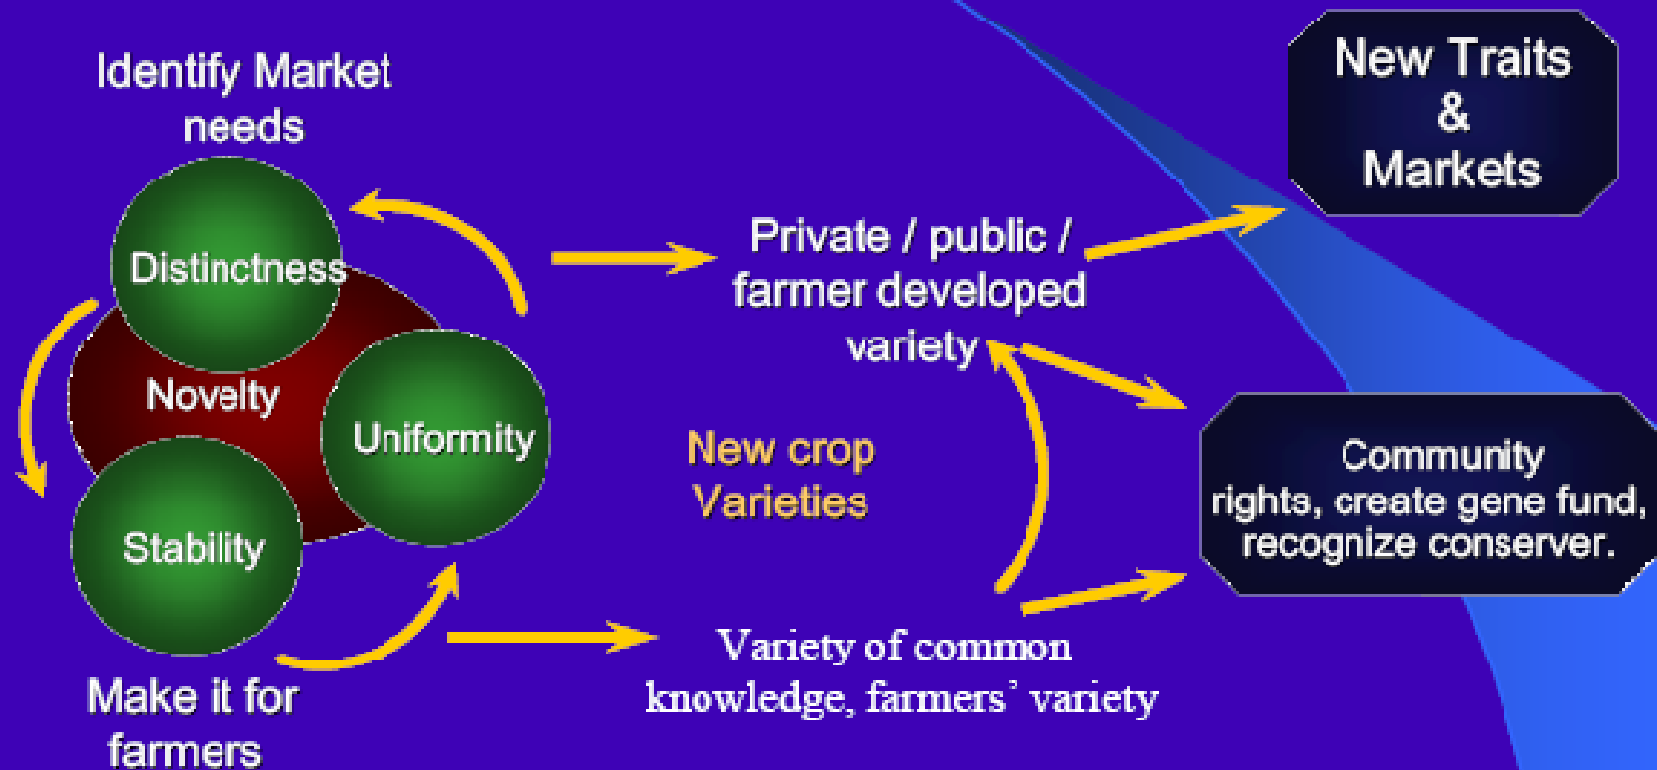 Identify Market
needs
Distinctness
Novelty
Uniformity
Stability
Make it for
farmers
Private / public /
farmer developed
variety
New crop
Varieties
Variety of common
knowledge, farmers’ variety
New Traits
&
Markets
Community
rights, create gene fund,
recognize conserver.